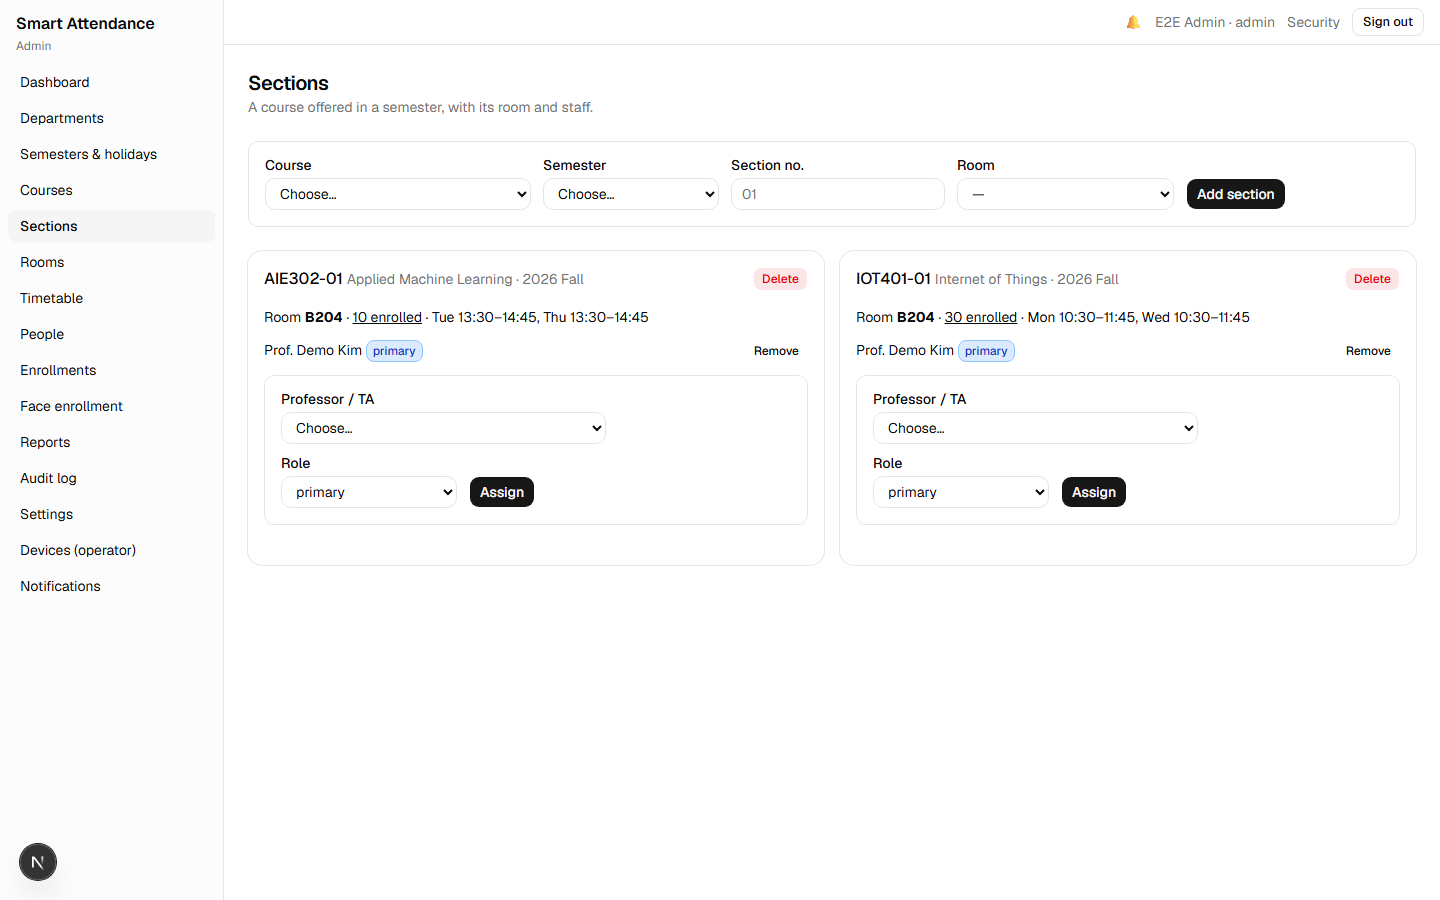 Smart Attendance
Admin
Dashboard
Departments
Semesters & holidays
Courses
Sections
Rooms
Timetable
People
Enrollments
Face enrollment
Reports
Audit log
Settings
Devices (operator)
Notifications
N
E2E Admin · admin Security Sign out
Sections
A course offered in a semester, with its room and staff.
Course Semester Section no. Room
Choose... Choose... 01 — Add section
AIE302-01 Applied Machine Learning · 2026 Fall Delete
Room B204 · 10 enrolled · Tue 13:30–14:45, Thu 13:30–14:45
Prof. Demo Kim primary Remove
Professor / TA
Choose...
Role
primary Assign
IOT401-01 Internet of Things · 2026 Fall Delete
Room B204 · 30 enrolled · Mon 10:30–11:45, Wed 10:30–11:45
Prof. Demo Kim primary Remove
Professor / TA
Choose...
Role
primary Assign